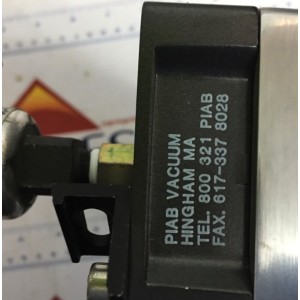 PIAB VACUUM
HINGHAM MA
TEL. 800 321 PIAB
FAX. 617-337 8028